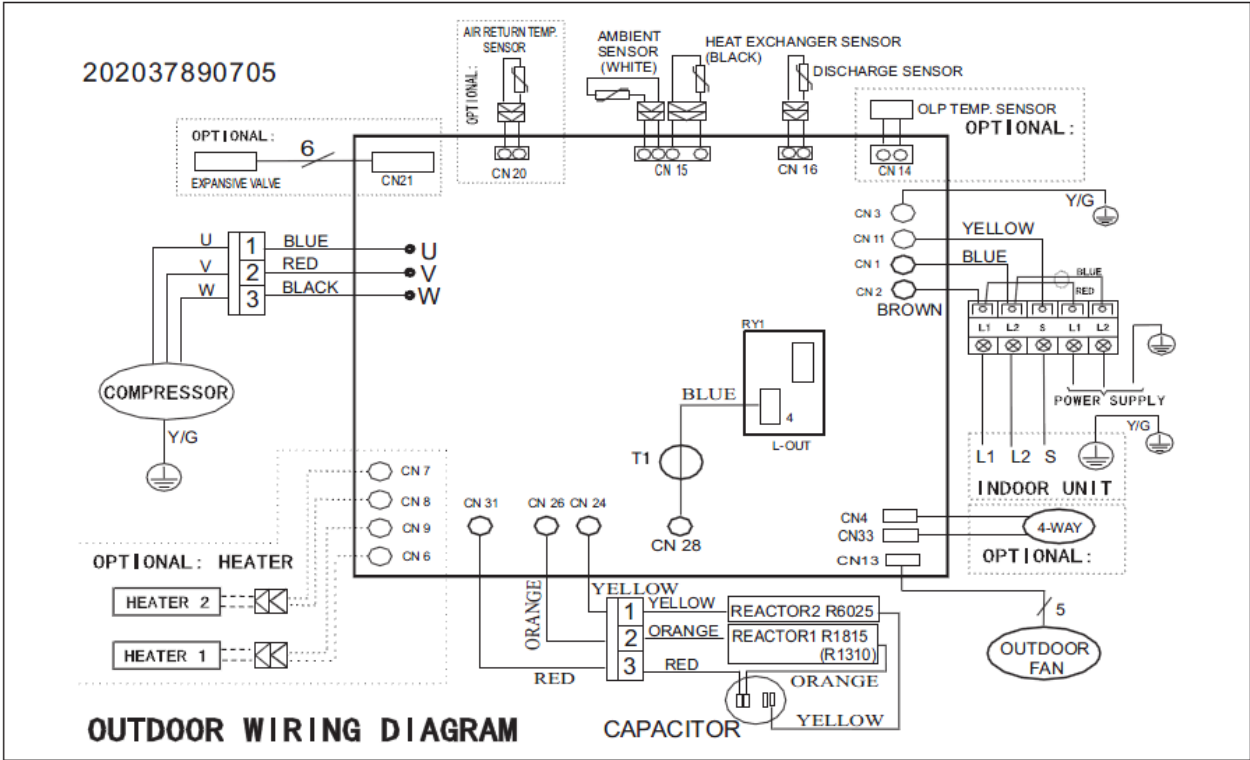 202037890705
AIR RETURN TEMP.
SENSOR
OPTIONAL:
AMBIENT
SENSOR
(WHITE)
HEAT EXCHANGER SENSOR
(BLACK)
DISCHARGE SENSOR
OLP TEMP. SENSOR
OPTIONAL:
OPTIONAL:
6
EXPANSIVE VALVE
CN21
CN 20
CN 15
CN 16
CN 14
CN 3
Y/G
CN 11
YELLOW
CN 1
BLUE
CN 2
BROWN
BLUE
RED
U
1
BLUE
U
V
2
RED
V
W
3
BLACK
W
L1 L2 S L1 L2
COMPRESSOR
Y/G
RY1
BLUE
4
L-OUT
T1
CN 28
POWER SUPPLY
Y/G
L1 L2 S
INDOOR UNIT
CN 7
CN 8
CN 9
CN 6
CN 31
CN 26
CN 24
CN4
CN33
CN13
4-WAY
OPTIONAL:
OPTIONAL: HEATER
HEATER 2
HEATER 1
ORANGE
YELLOW
RED
1
YELLOW
REACTOR2 R6025
2
ORANGE
REACTOR1 R1815
(R1310)
3
RED
ORANGE
YELLOW
CAPACITOR
5
OUTDOOR
FAN
OUTDOOR WIRING DIAGRAM